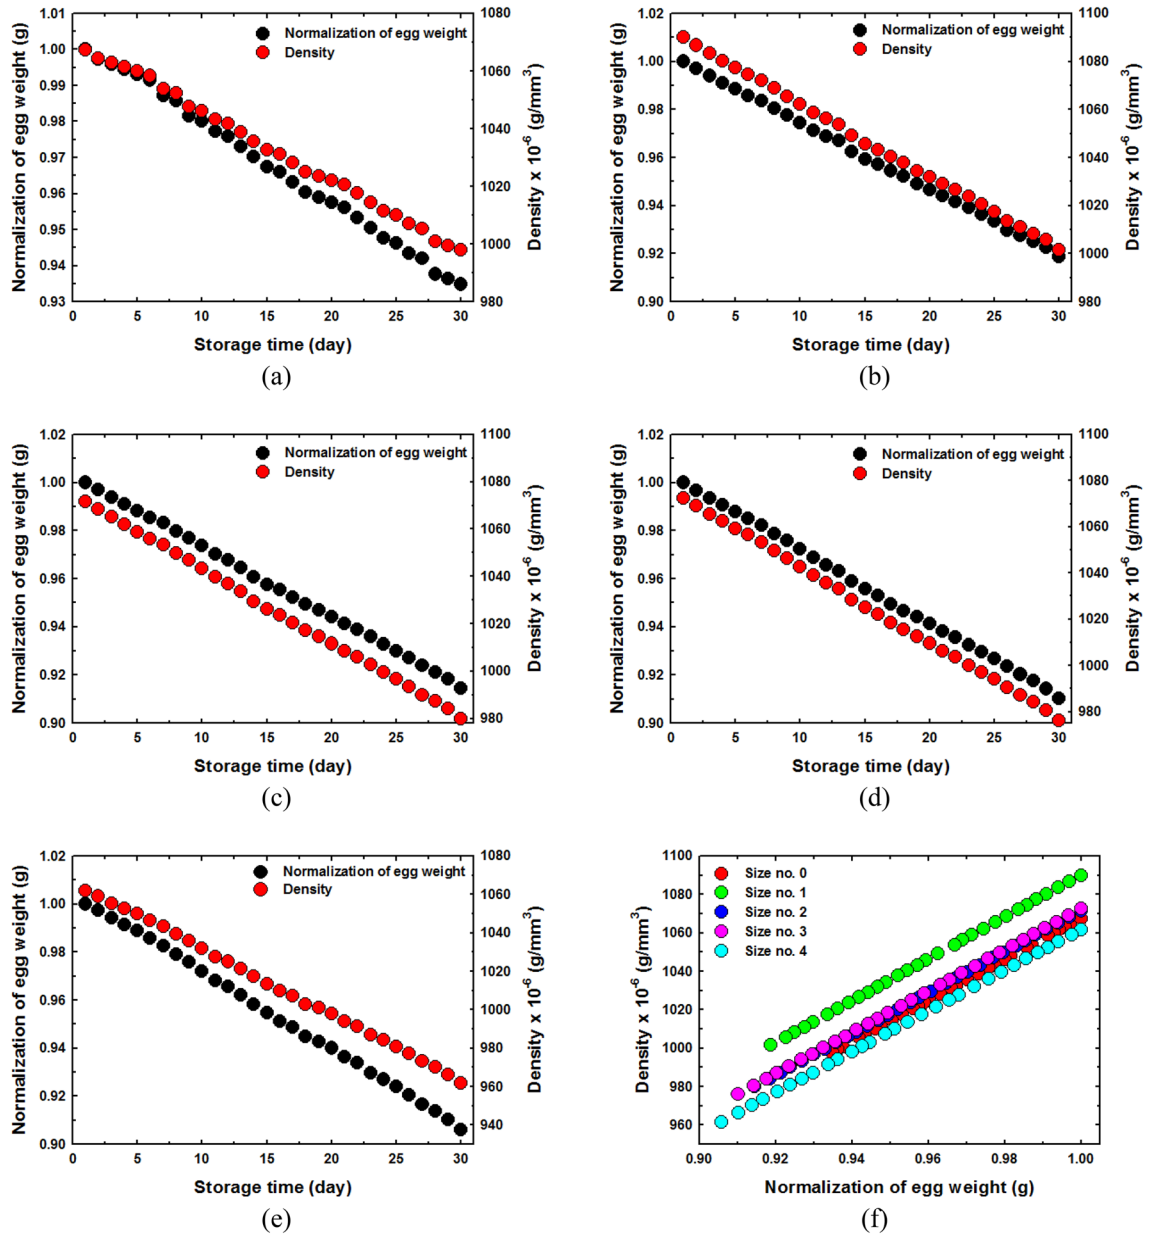 Normalization of egg weight (g)
1.01
1.00
0.99
0.98
0.97
0.96
0.95
0.94
0.93
Normalization of egg weight
Density
1080
1060
1040
1020
1000
980
Density x 10-6 (g/mm3)
0 5 10 15 20 25 30
Storage time (day)
(a)
Normalization of egg weight (g)
1.02
1.00
0.98
0.96
0.94
0.92
0.90
Normalization of egg weight
Density
1100
1080
1060
1040
1020
1000
980
Density x 10-6 (g/mm3)
0 5 10 15 20 25 30
Storage time (day)
(b)
Normalization of egg weight (g)
1.02
1.00
0.98
0.96
0.94
0.92
0.90
Normalization of egg weight
Density
1100
1080
1060
1040
1020
1000
980
Density x 10-6 (g/mm3)
0 5 10 15 20 25 30
Storage time (day)
(c)
Normalization of egg weight (g)
1.02
1.00
0.98
0.96
0.94
0.92
0.90
Normalization of egg weight
Density
1100
1080
1060
1040
1020
1000
980
Density x 10-6 (g/mm3)
0 5 10 15 20 25 30
Storage time (day)
(d)
Normalization of egg weight (g)
1.02
1.00
0.98
0.96
0.94
0.92
0.90
Normalization of egg weight
Density
1080
1060
1040
1020
1000
980
960
940
Density x 10-6 (g/mm3)
0 5 10 15 20 25 30
Storage time (day)
(e)
Density x 10-6 (g/mm3)
1100
1080
1060
1040
1020
1000
980
960
Size no. 0
Size no. 1
Size no. 2
Size no. 3
Size no. 4
0.90 0.92 0.94 0.96 0.98 1.00
Normalization of egg weight (g)
(f)